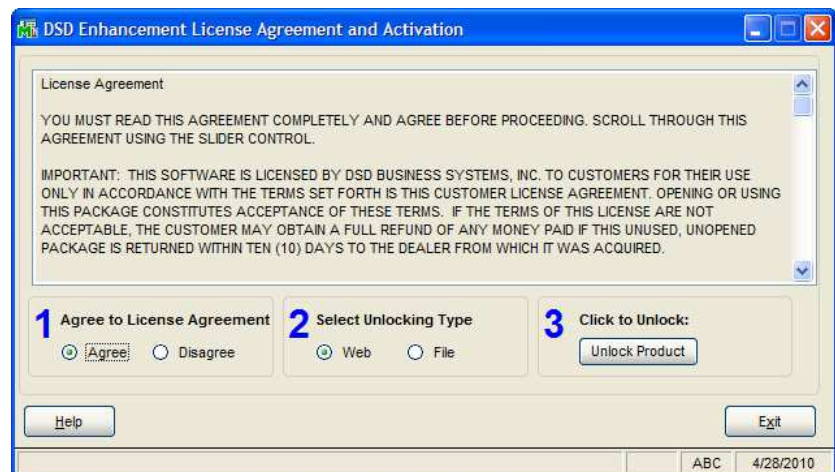 DSD Enhancement License Agreement and Activation
License Agreement
YOU MUST READ THIS AGREEMENT COMPLETELY AND AGREE BEFORE PROCEEDING. SCROLL THROUGH THIS
AGREEMENT USING THE SLIDER CONTROL.
IMPORTANT: THIS SOFTWARE IS LICENSED BY DSD BUSINESS SYSTEMS, INC. TO CUSTOMERS FOR THEIR USE
ONLY IN ACCORDANCE WITH THE TERMS SET FORTH IS THIS CUSTOMER LICENSE AGREEMENT. OPENING OR USING
THIS PACKAGE CONSTITUTES ACCEPTANCE OF THESE TERMS. IF THE TERMS OF THIS LICENSE ARE NOT
ACCEPTABLE, THE CUSTOMER MAY OBTAIN A FULL REFUND OF ANY MONEY PAID IF THIS UNUSED, UNOPENED
PACKAGE IS RETURNED WITHIN TEN (10) DAYS TO THE DEALER FROM WHICH IT WAS ACQUIRED.
1 Agree to License Agreement
Agree Disagree
2 Select Unlocking Type
Web File
3 Click to Unlock:
Unlock Product
Help
Exit
ABC 4/28/2010